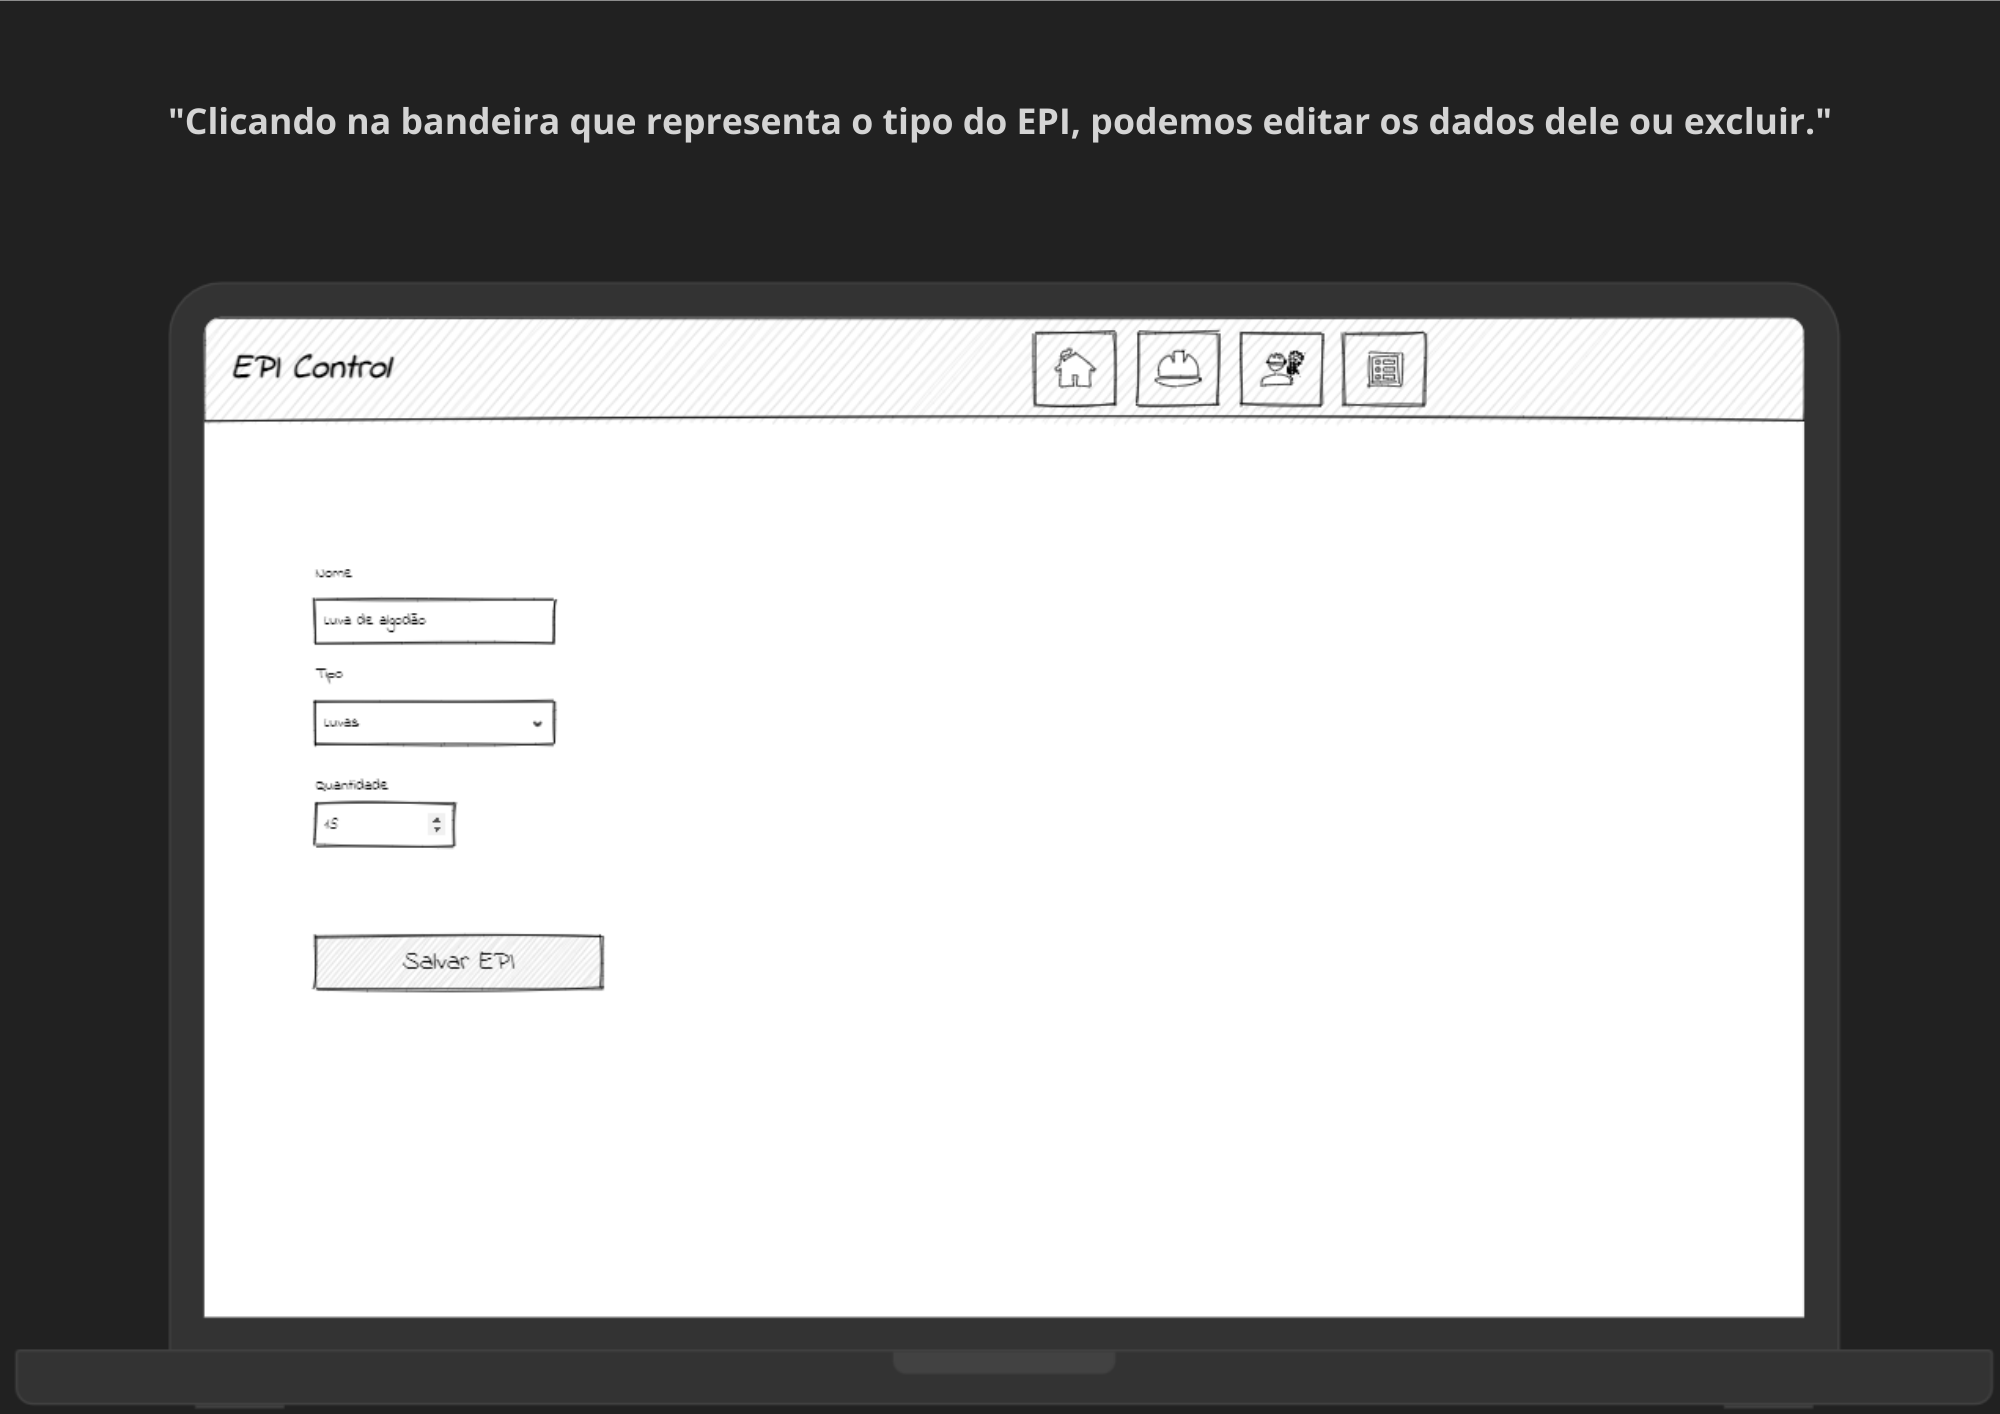 "Clicando na bandeira que representa o tipo do EPI, podemos editar os dados dele ou excluir."
EPI Control
Nome
Luva de algodão
Tipo
Luvas
Quantidade
15
Salvar EPI